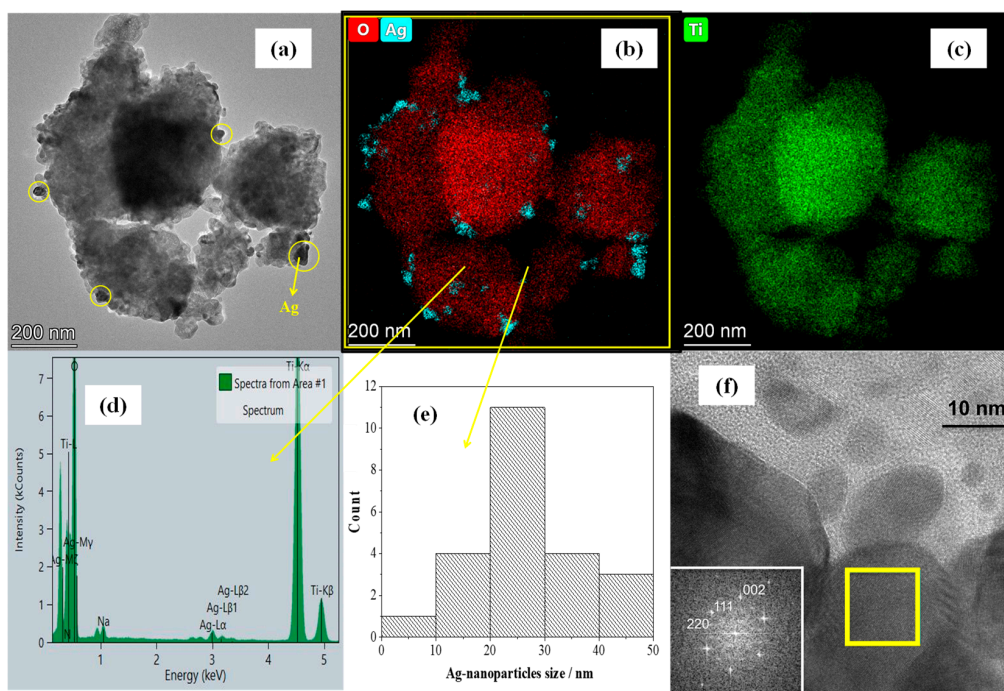 (a)
Ag
200 nm
O Ag
(b)
200 nm
Ti
(c)
(d)
Spectra from Area #1
Spectrum
O
Ti-Kα
Ti-L
Ag-Mγ
Ag-Mζ
N
Na
Ag-Lβ2
Ag-Lβ1
Ag-Lα
Ti-Kβ
7
6
5
4
3
2
1
0
1 2 3 4 5
Intensity (kCounts)
Energy (keV)
(e)
12
10
8
6
4
2
0
0 10 20 30 40 50
Count
Ag-nanoparticles size / nm
(f)
10 nm
002
111
220